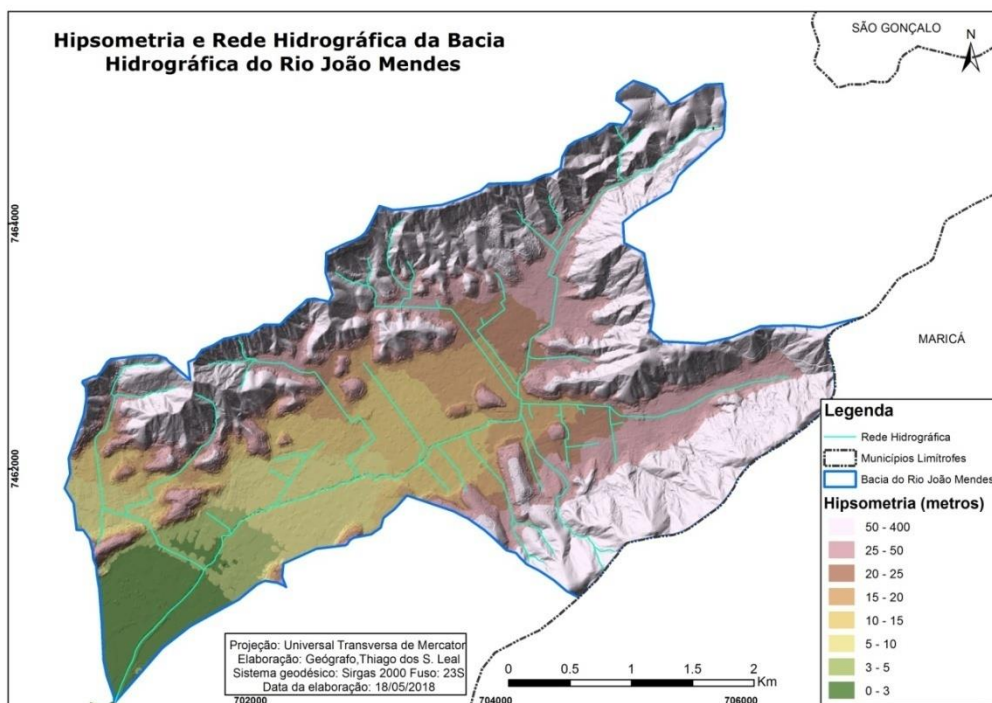 Hipsometria e Rede Hidrográfica da Bacia
Hidrográfica do Rio João Mendes
SÃO GONÇALO
N
7464000
MARICÁ
7462000
Legenda
Rede Hidrográfica
Municípios Limítrofes
Bacia do Rio João Mendes
Hipsometria (metros)
50 - 400
25 - 50
20 - 25
15 - 20
10 - 15
5 - 10
3 - 5
0 - 3
Projeção: Universal Transversa de Mercator
Elaboração: Geógrafo,Thiago dos S. Leal
Sistema geodésico: Sirgas 2000 Fuso: 23S
Data da elaboração: 18/05/2018
0 0.5 1 1.5 2
Km
702000 704000 706000